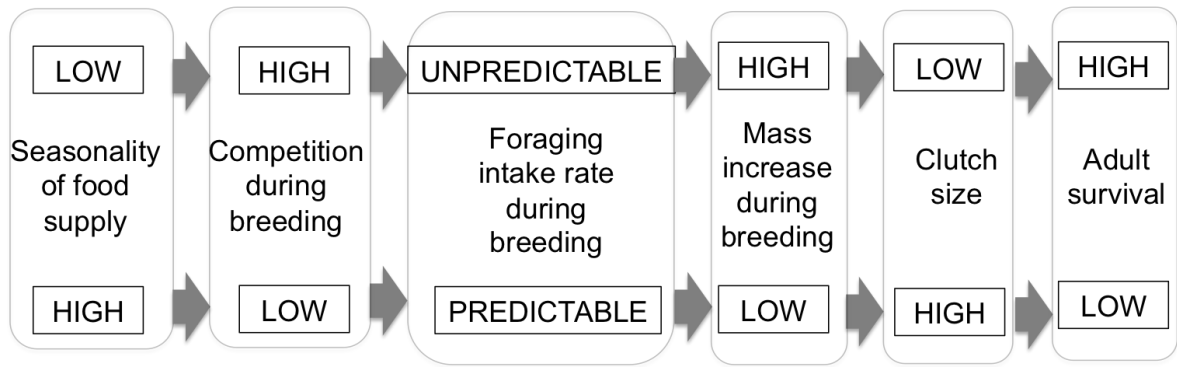 LOW
Seasonality
of food
supply
HIGH
HIGH
Competition
during
breeding
LOW
UNPREDICTABLE
Foraging
intake rate
during
breeding
PREDICTABLE
HIGH
Mass
increase
during
breeding
LOW
LOW
Clutch
size
HIGH
HIGH
Adult
survival
LOW